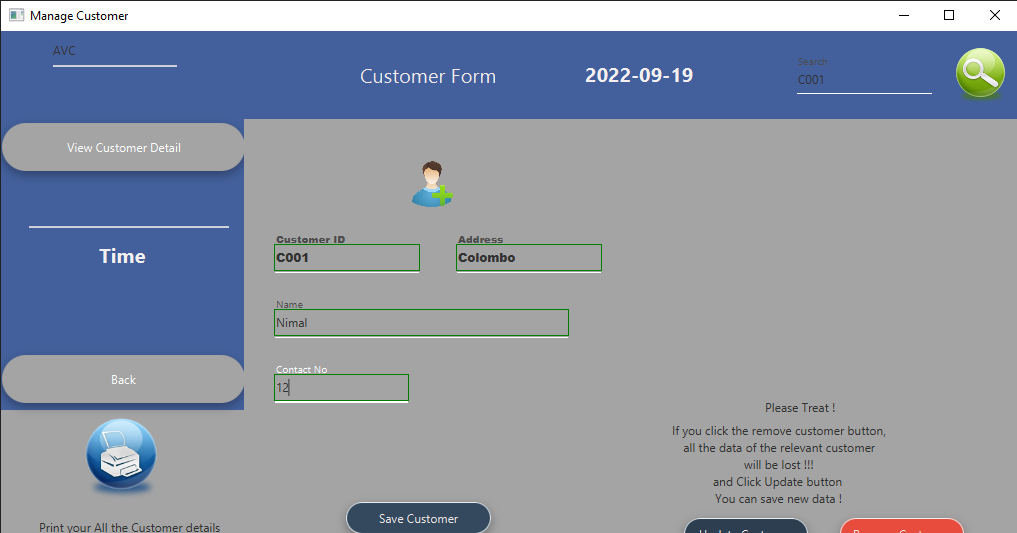 Manage Customer
AVC
Customer Form
2022-09-19
Search
C001
View Customer Detail
Time
Back
Print your All the Customer details
Customer ID
C001
Address
Colombo
Name
Nimal
Contact No
12
Save Customer
Please Treat !
If you click the remove customer button,
all the data of the relevant customer
will be lost !!!
and Click Update button
You can save new data !